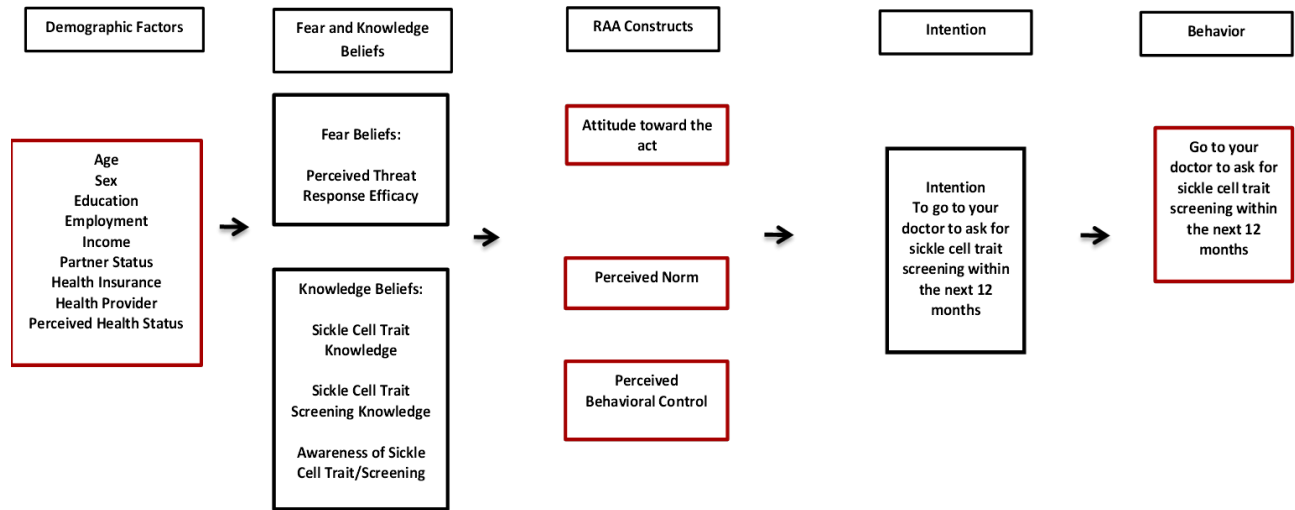 Demographic Factors
Fear and Knowledge
Beliefs
RAA Constructs
Intention
Behavior
Age
Sex
Education
Employment
Income
Partner Status
Health Insurance
Health Provider
Perceived Health Status
Fear Beliefs:
Perceived Threat
Response Efficacy
Knowledge Beliefs:
Sickle Cell Trait
Knowledge
Sickle Cell Trait
Screening Knowledge
Awareness of Sickle
Cell Trait/Screening
Attitude toward the
act
Perceived Norm
Perceived
Behavioral Control
Intention
To go to your
doctor to ask for
sickle cell trait
screening within
the next 12
months
Go to your
doctor to ask for
sickle cell trait
screening within
the next 12
months